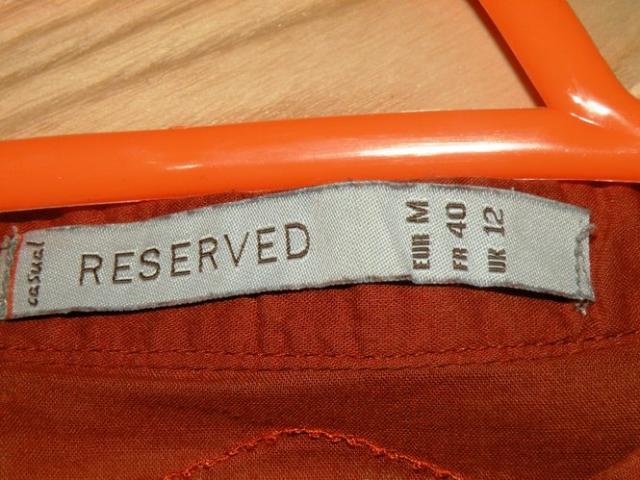 casual
RESERVED
EUR M
FR 40
UK 12